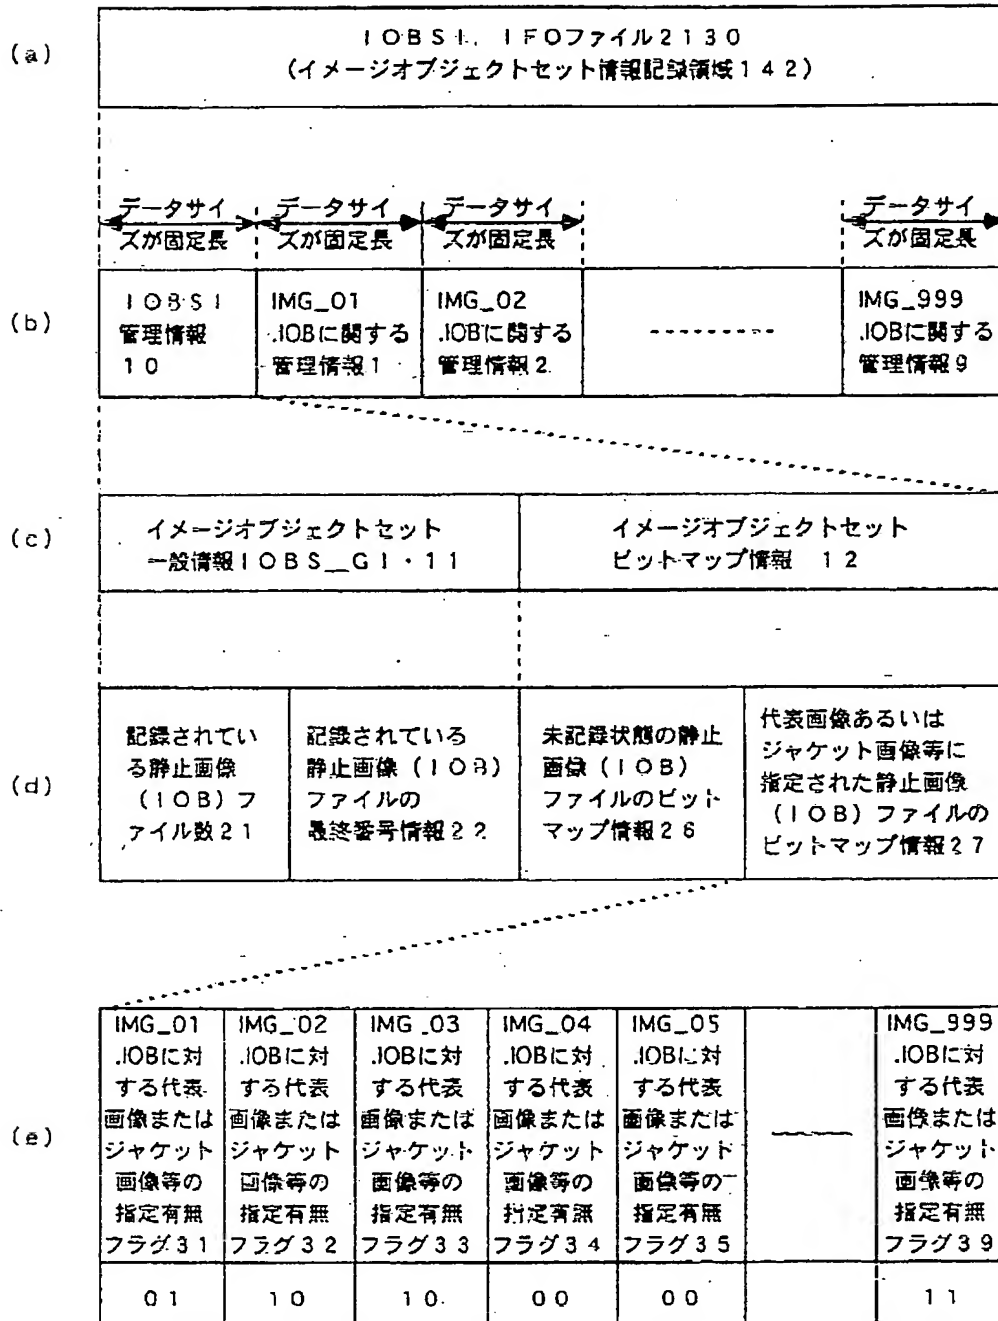 (a)
IOBSI. IFOファイル2130
(イメージオブジェクトセット情報記録領域142)
データサイ
ズが固定長
データサイ
ズが固定長
データサイ
ズが固定長
データサイ
ズが固定長
(b)
IOBSI
管理情報
10
IMG_01
.IOBに関する
管理情報1
IMG_02
.IOBに関する
管理情報2
IMG_999
.IOBに関する
管理情報9
(c)
イメージオブジェクトセット
一般情報IOBS_GI・11
イメージオブジェクトセット
ビットマップ情報 12
(d)
記録されてい
る静止画像
(IOB)フ
ァイル数21
記録されている
静止画像(IOB)
ファイルの
最終番号情報22
未記録状態の静止
画像(IOB)
ファイルのビット
マップ情報26
代表画像あるいは
ジャケット画像等に
指定された静止画像
(IOB)ファイルの
ビットマップ情報27
(e)
IMG_01
.IOBに対
する代表
画像または
ジャケット
画像等の
指定有無
フラグ31
01
IMG_02
.IOBに対
する代表
画像または
ジャケット
画像等の
指定有無
フラグ32
10
IMG_03
.IOBに対
する代表
画像または
ジャケット
画像等の
指定有無
フラグ33
10
IMG_04
.IOBに対
する代表
画像または
ジャケット
画像等の
指定有無
フラグ34
00
IMG_05
.IOBに対
する代表
画像または
ジャケット
画像等の
指定有無
フラグ35
00
IMG_999
.IOBに対
する代表
画像または
ジャケット
画像等の
指定有無
フラグ39
11